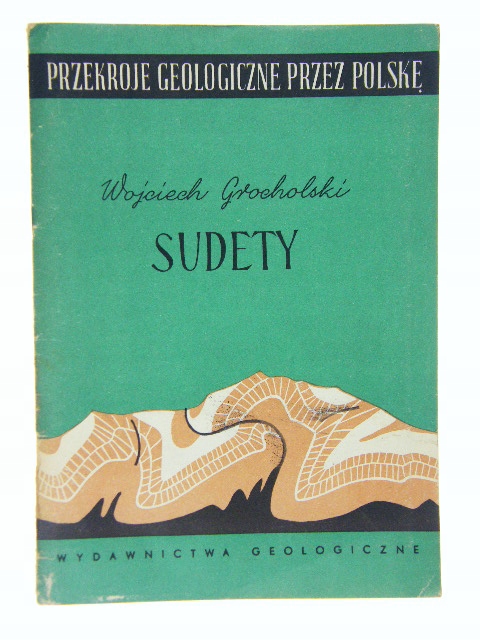 PRZEKROJE GEOLOGICZNE PRZEZ POLSKĘ
Wojciech Grocholski
SUDETY
WYDAWNICTWA GEOLOGICZNE